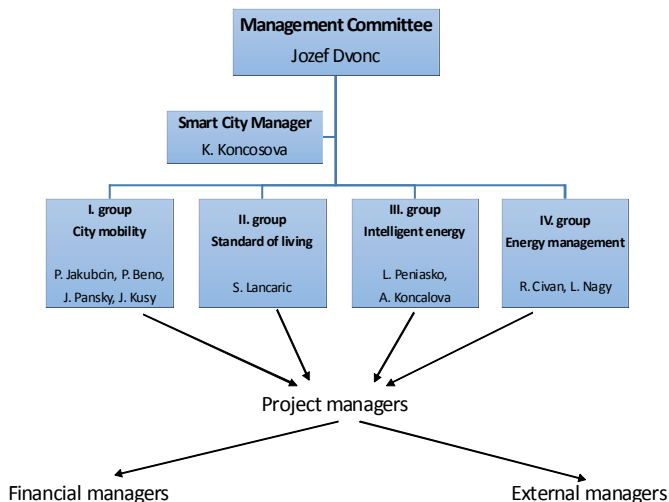 Management Committee
Jozef Dvonc
Smart City Manager
K. Koncosova
I. group
City mobility
P. Jakubcin, P. Beno,
J. Pansky, J. Kusy
II. group
Standard of living
S. Lancaric
III. group
Intelligent energy
L. Peniasko,
A. Koncalova
IV. group
Energy management
R. Civan, L. Nagy
Project managers
Financial managers
External managers